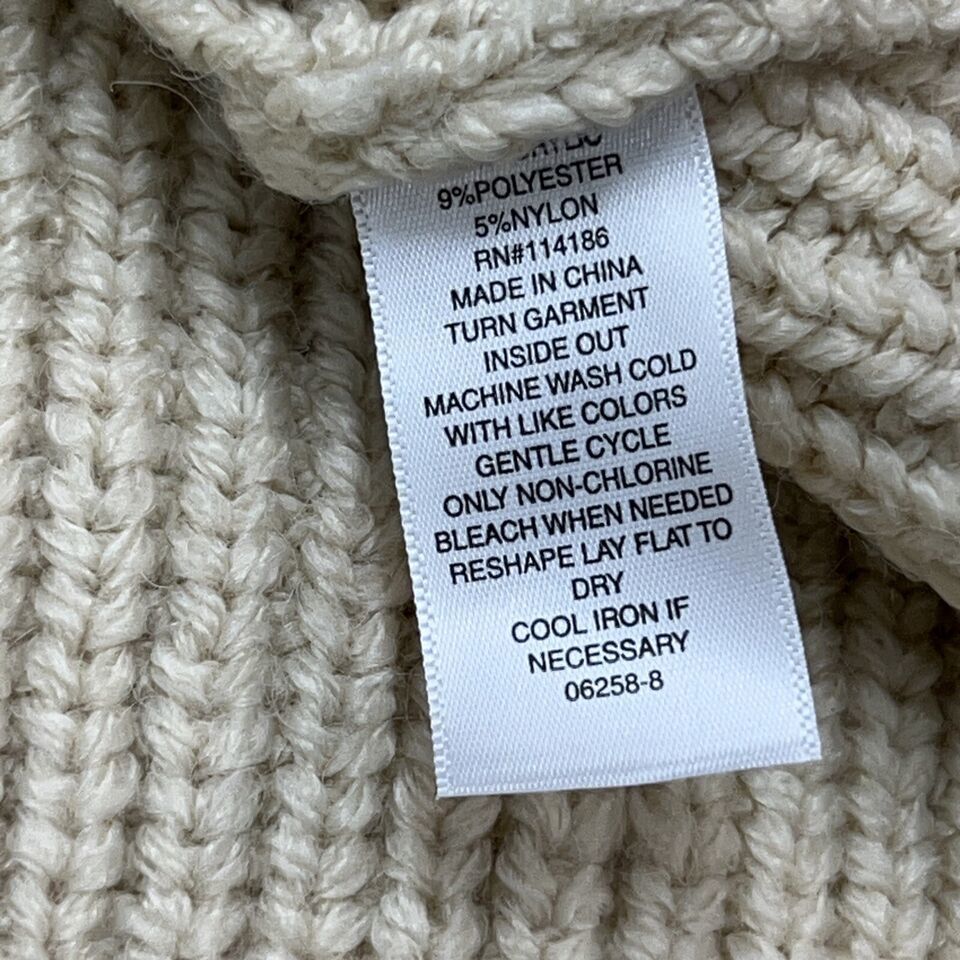 9%POLYESTER
5%NYLON
RN#114186
MADE IN CHINA
TURN GARMENT
INSIDE OUT
MACHINE WASH COLD
WITH LIKE COLORS
GENTLE CYCLE
ONLY NON-CHLORINE
BLEACH WHEN NEEDED
RESHAPE LAY FLAT TO
DRY
COOL IRON IF
NECESSARY
06258-8